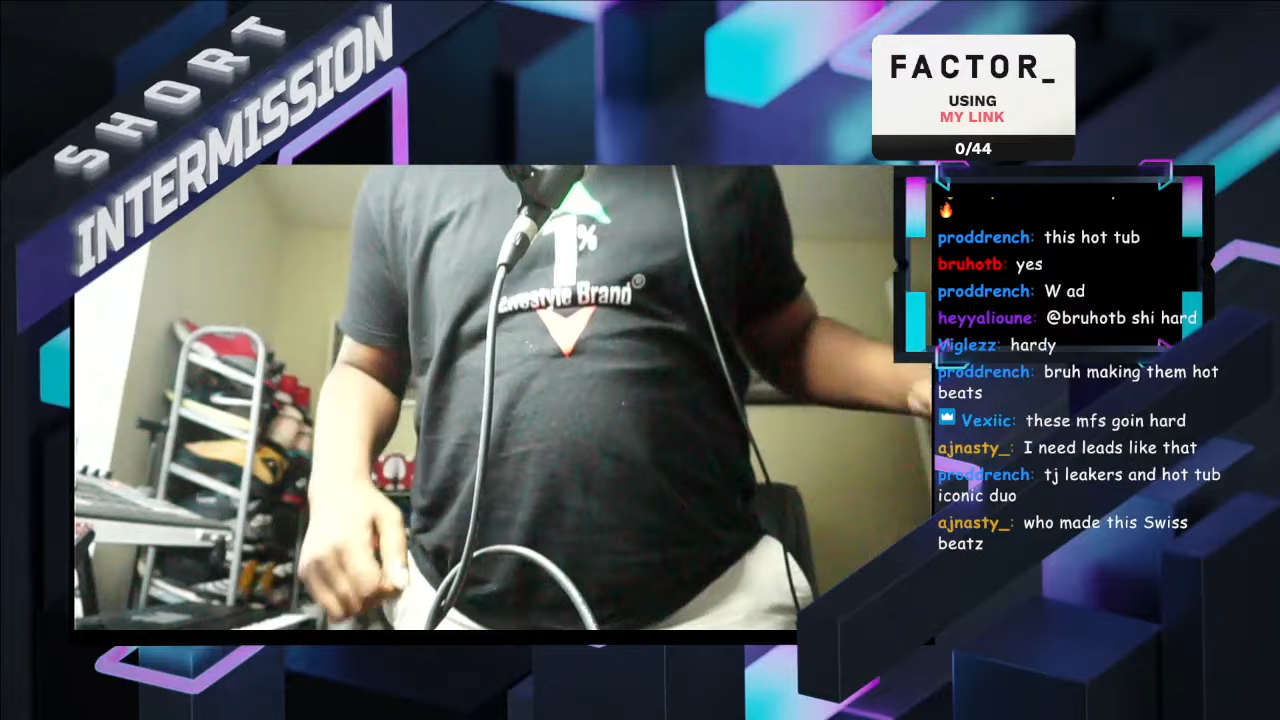 SHORT
INTERMISSION
FACTOR_
USING
MY LINK
0/44
%
Lifestyle Brand®
🔥
proddrench: this hot tub
bruhotb: yes
proddrench: W ad
heyyalioune: @bruhotb shi hard
Viglezz: hardy
proddrench: bruh making them hot
beats
Vexiic: these mfs goin hard
ajnasty_: I need leads like that
proddrench: tj leakers and hot tub
iconic duo
ajnasty_: who made this Swiss
beatz